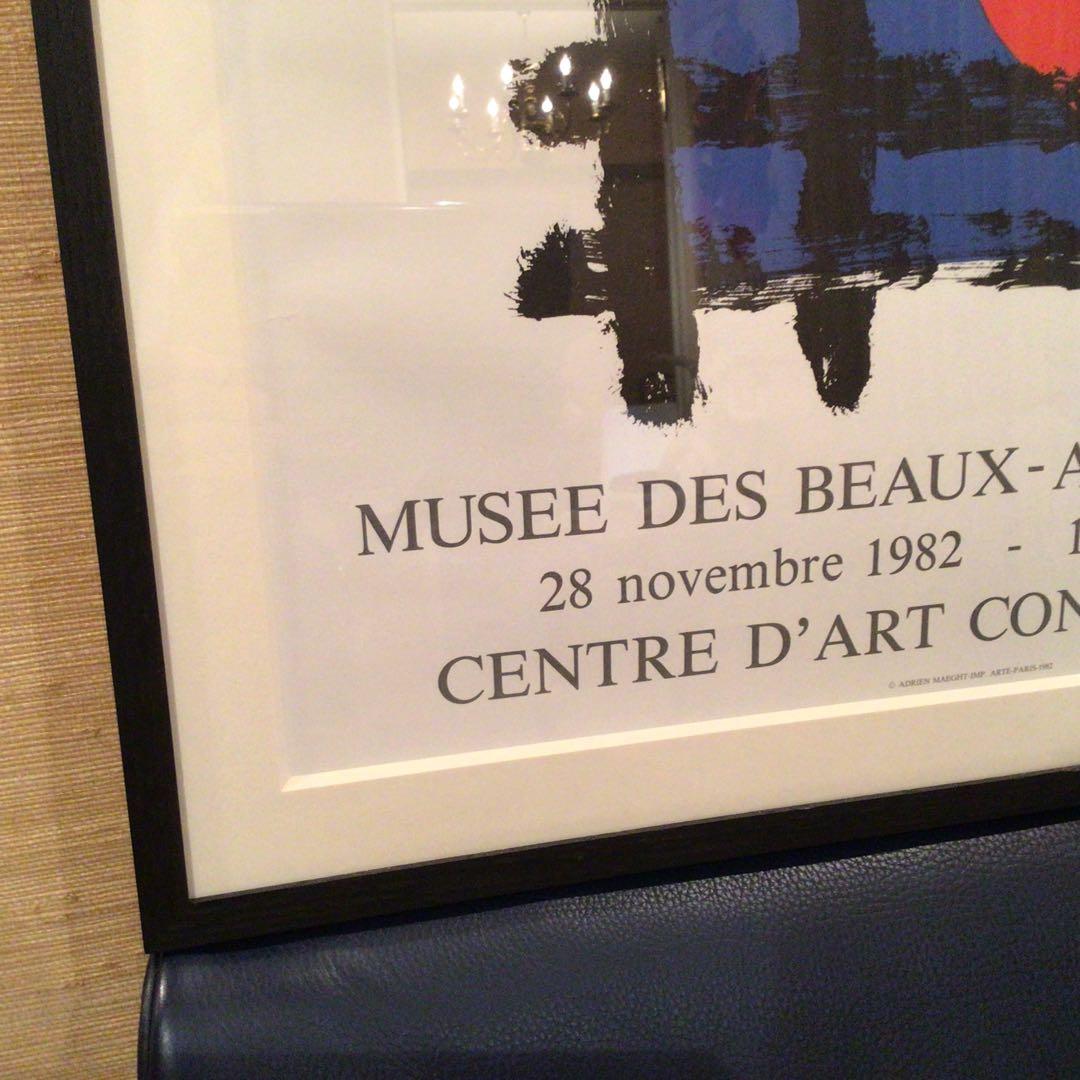 MUSEE DES BEAUX-A
28 novembre 1982 - 1
CENTRE D'ART CON
© ADRIEN MAEGHT-IMP. ARTE-PARIS-1982